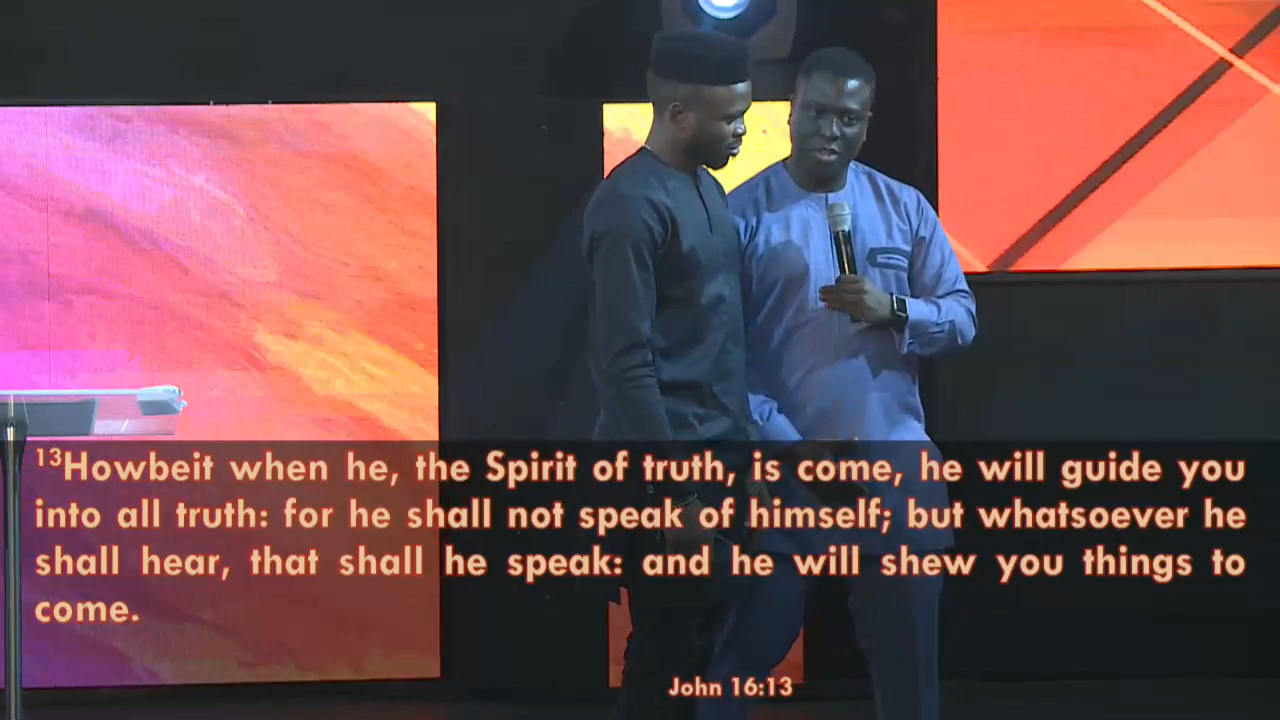 ¹³Howbeit when he, the Spirit of truth, is come, he will guide you
into all truth: for he shall not speak of himself; but whatsoever he
shall hear, that shall he speak: and he will shew you things to
come.
John 16:13